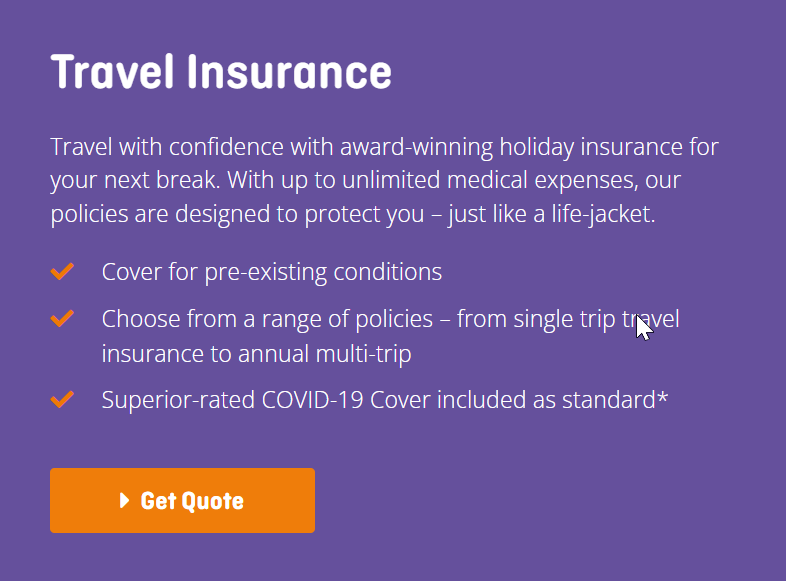 Travel Insurance
Travel with confidence with award-winning holiday insurance for
your next break. With up to unlimited medical expenses, our
policies are designed to protect you – just like a life-jacket.
Cover for pre-existing conditions
Choose from a range of policies – from single trip travel
insurance to annual multi-trip
Superior-rated COVID-19 Cover included as standard*
Get Quote